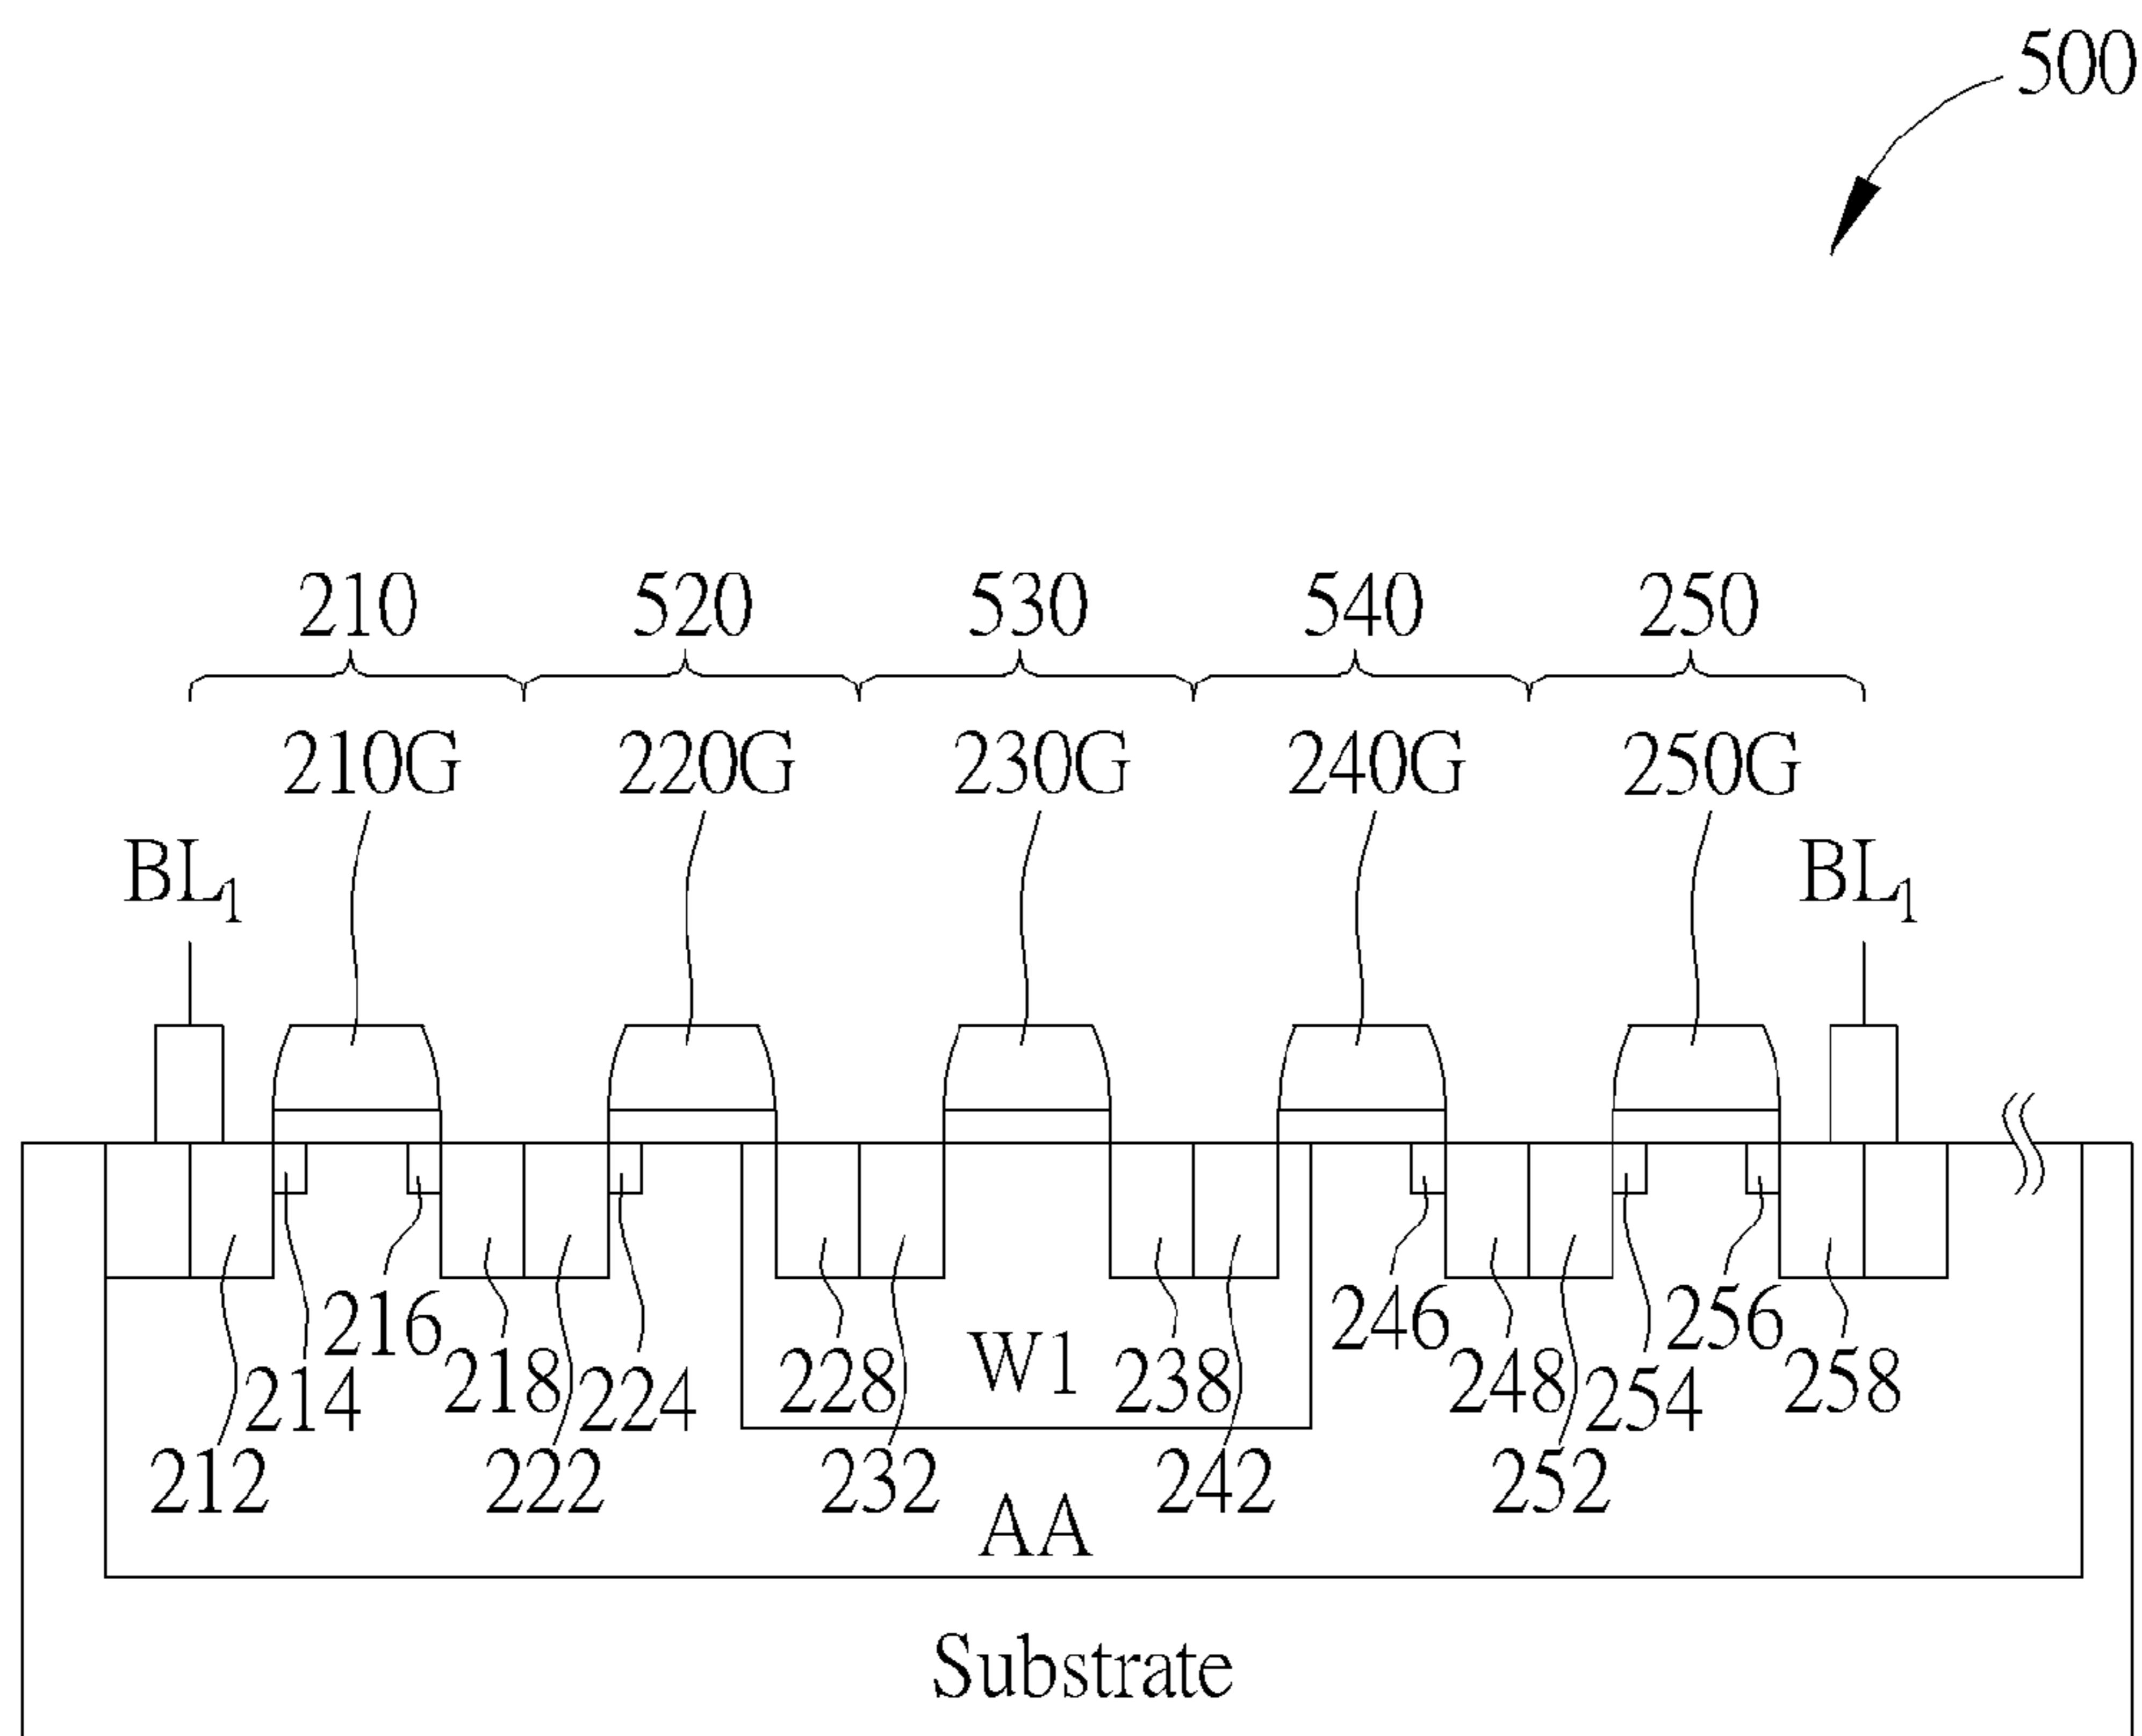 500
210 520 530 540 250
210G 220G 230G 240G 250G
BL1 BL1
216 246 256
218 228 W1 238 248 258
214 224 254
212 222 232 242 252
AA
Substrate